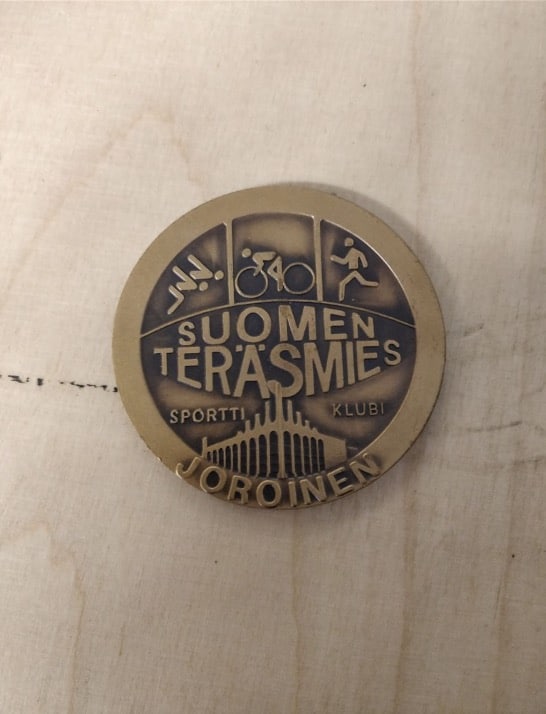 SUOMEN
TERÄSMIES
SPORTTI KLUBI
JOROINEN